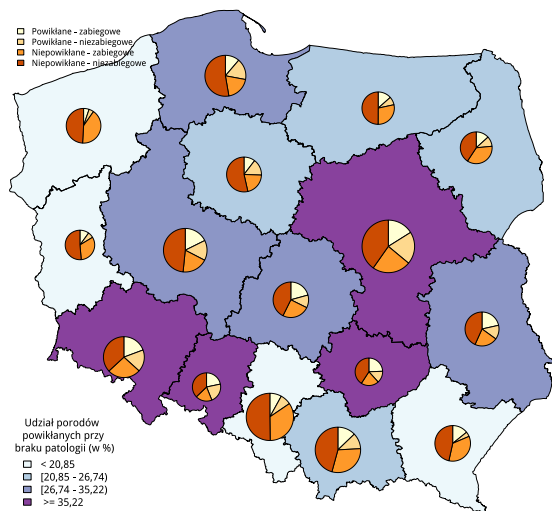 Powikłane - zabiegowe
Powikłane - niezabiegowe
Niepowikłane - zabiegowe
Niepowikłane - niezabiegowe
Udział porodów
powikłanych przy
braku patologii (w %)
< 20,85
[20,85 - 26,74)
[26,74 - 35,22)
>= 35,22